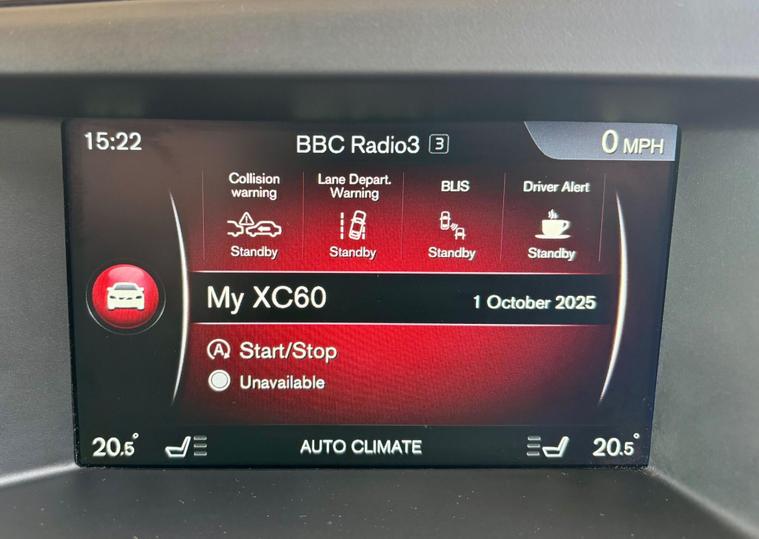 15:22
BBC Radio3 3
0 MPH
Collision
warning
Lane Depart.
Warning
BLIS
Driver Alert
Standby
Standby
Standby
Standby
My XC60
1 October 2025
A Start/Stop
Unavailable
20.5°
AUTO CLIMATE
20.5°